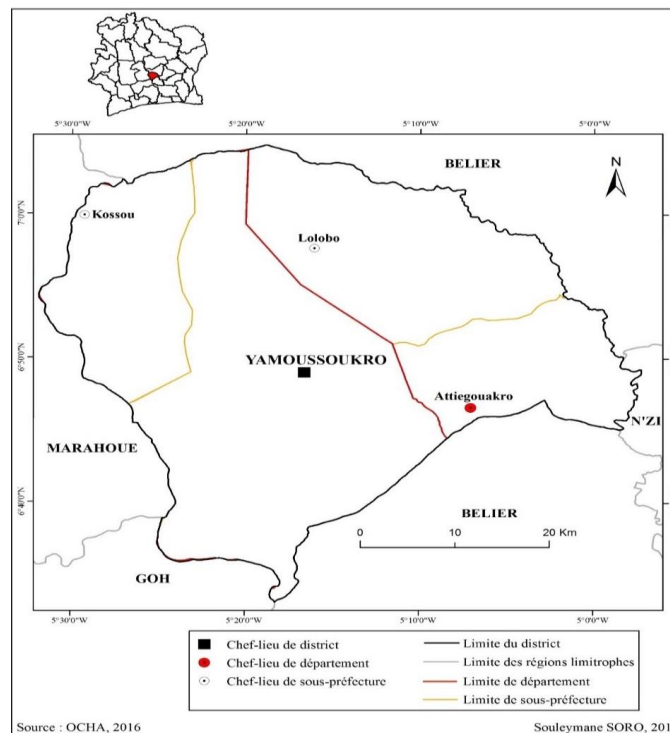 5°30'0"W 5°20'0"W 5°10'0"W 5°0'0"W
BELIER
N
7°0'0"N
Kossou
Lolobo
6°50'0"N
YAMOUSSOUKRO
Attiegouakro
N'ZI
MARAHOUE
6°40'0"N
BELIER
0 10 20 Km
GOH
5°30'0"W 5°20'0"W 5°10'0"W 5°0'0"W
Chef-lieu de district
Chef-lieu de département
Chef-lieu de sous-préfecture
Limite du district
Limite des régions limitrophes
Limite de département
Limite de sous-préfecture
Source : OCHA, 2016
Souleymane SORO, 201